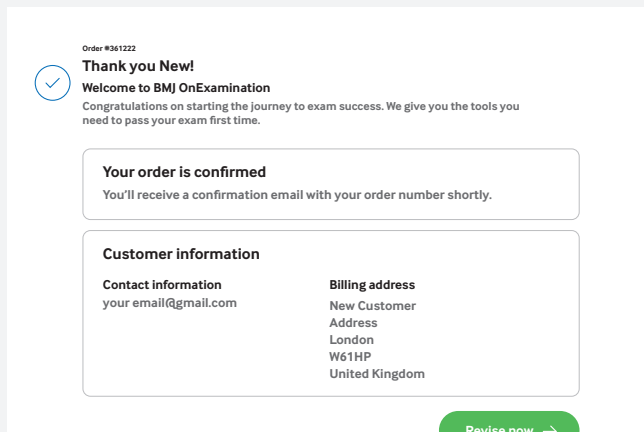 Order #361222
Thank you New!
Welcome to BMJ OnExamination
Congratulations on starting the journey to exam success. We give you the tools you
need to pass your exam first time.
Your order is confirmed
You'll receive a confirmation email with your order number shortly.
Customer information
Contact information
your email@gmail.com
Billing address
New Customer
Address
London
W61HP
United Kingdom
Revise now →